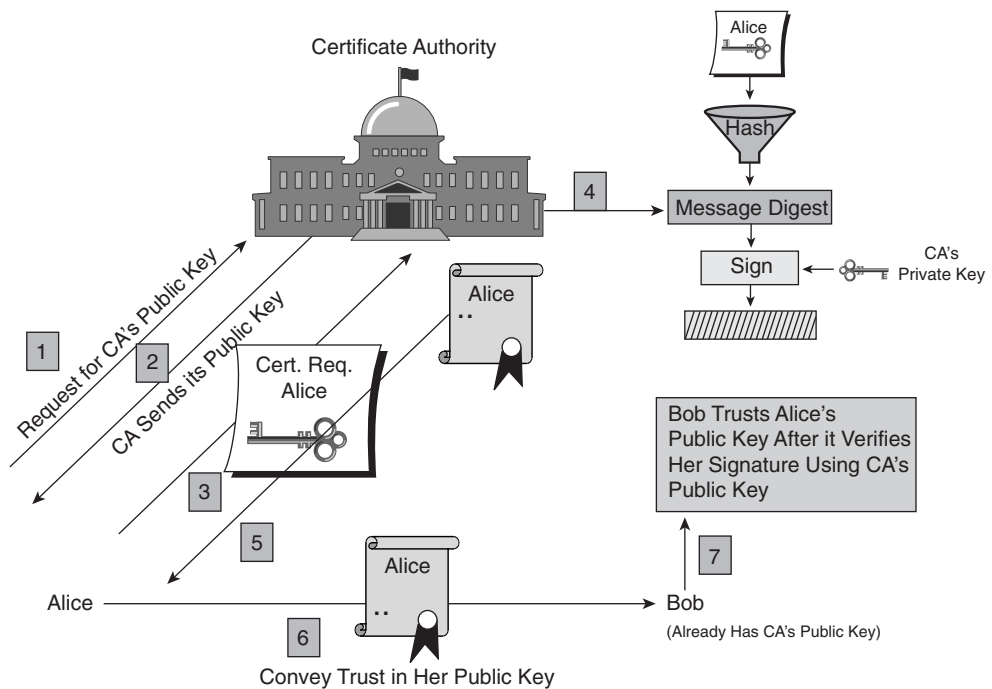 Certificate Authority
Alice
Hash
4
Message Digest
Sign
CA's
Private Key
1
Request for CA's Public Key
2
CA Sends its Public Key
Alice
..
Cert. Req.
Alice
3
5
Bob Trusts Alice's
Public Key After it Verifies
Her Signature Using CA's
Public Key
7
Alice
Alice
..
Bob
(Already Has CA's Public Key)
6
Convey Trust in Her Public Key